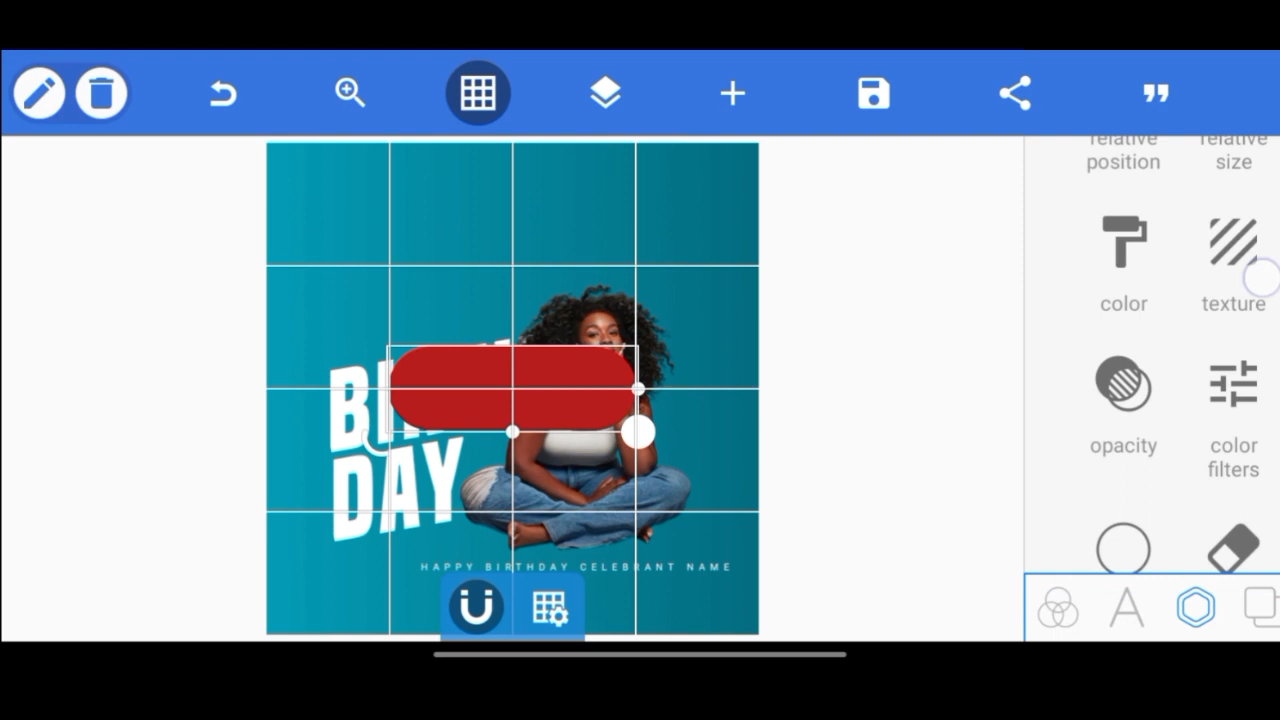 relative
position
relative
size
color
texture
opacity
color
filters
DAY
HAPPY BIRTHDAY CELEBRANT NAME